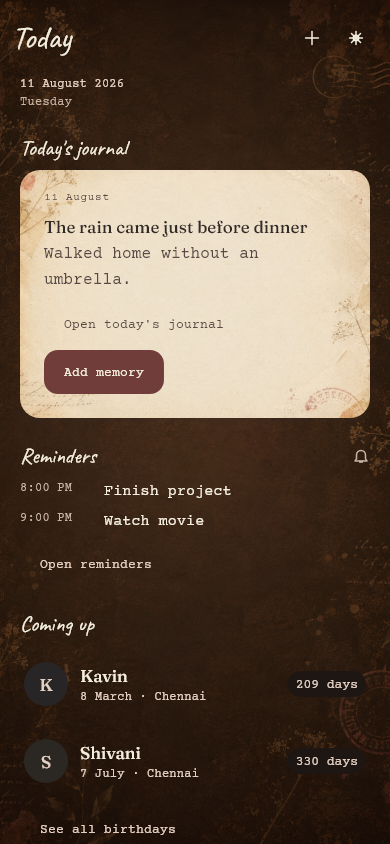 Today
11 August 2026
Tuesday
Today's journal
11 August
The rain came just before dinner
Walked home without an
umbrella.
Open today's journal
Add memory
Reminders
8:00 PM Finish project
9:00 PM Watch movie
Open reminders
Coming up
K
Kavin
8 March · Chennai
209 days
S
Shivani
7 July · Chennai
330 days
See all birthdays